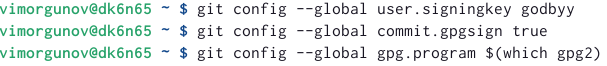 vimorgunov@dk6n65 ~ $ git config --global user.signingkey godbyy
vimorgunov@dk6n65 ~ $ git config --global commit.gpgsign true
vimorgunov@dk6n65 ~ $ git config --global gpg.program $(which gpg2)